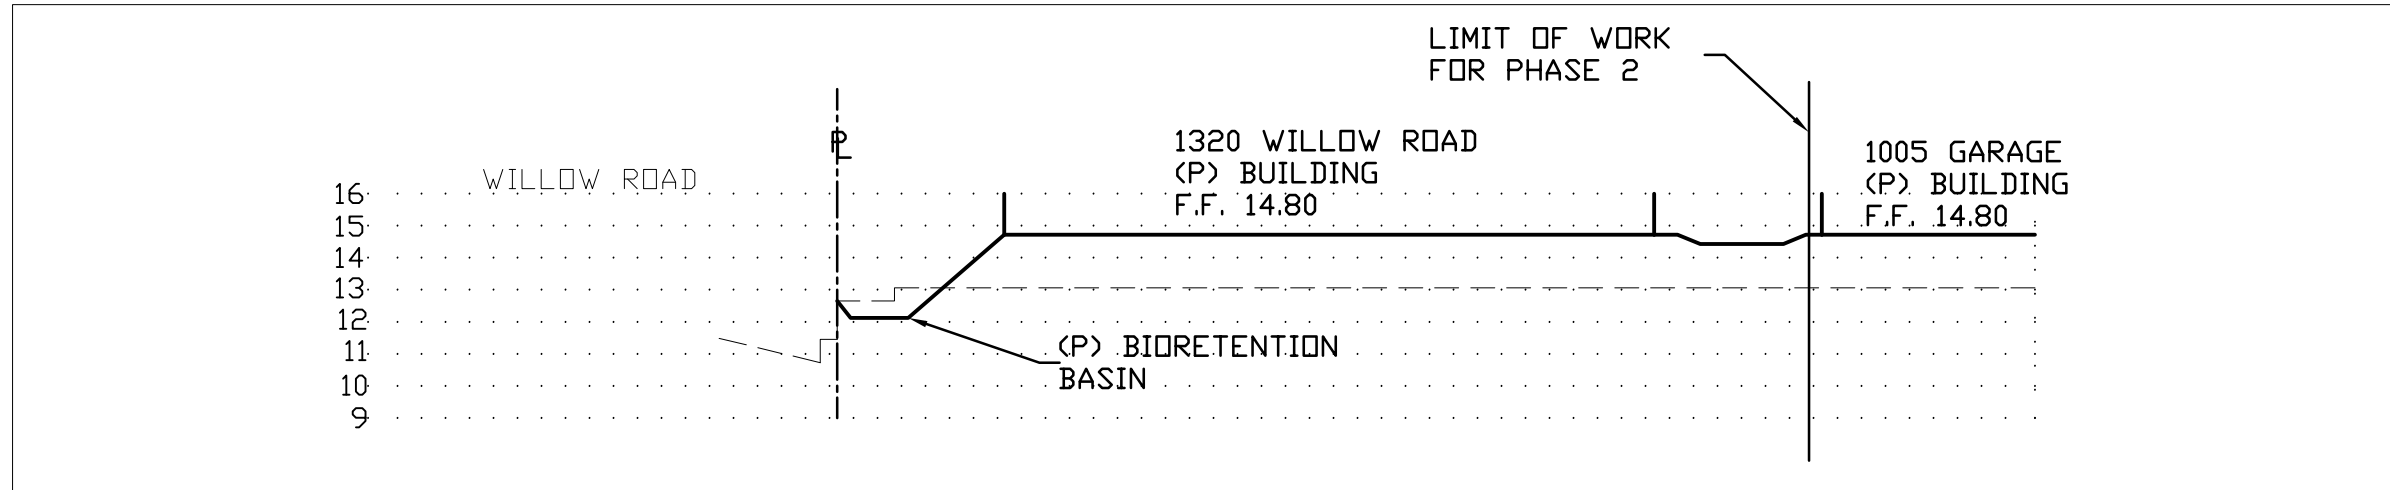 LIMIT OF WORK
FOR PHASE 2
PL
1320 WILLOW ROAD
(P) BUILDING
F.F. 14.80
1005 GARAGE
(P) BUILDING
F.F. 14.80
WILLOW ROAD
16
15
14
13
12
11
10
9
(P) BIORETENTION
BASIN